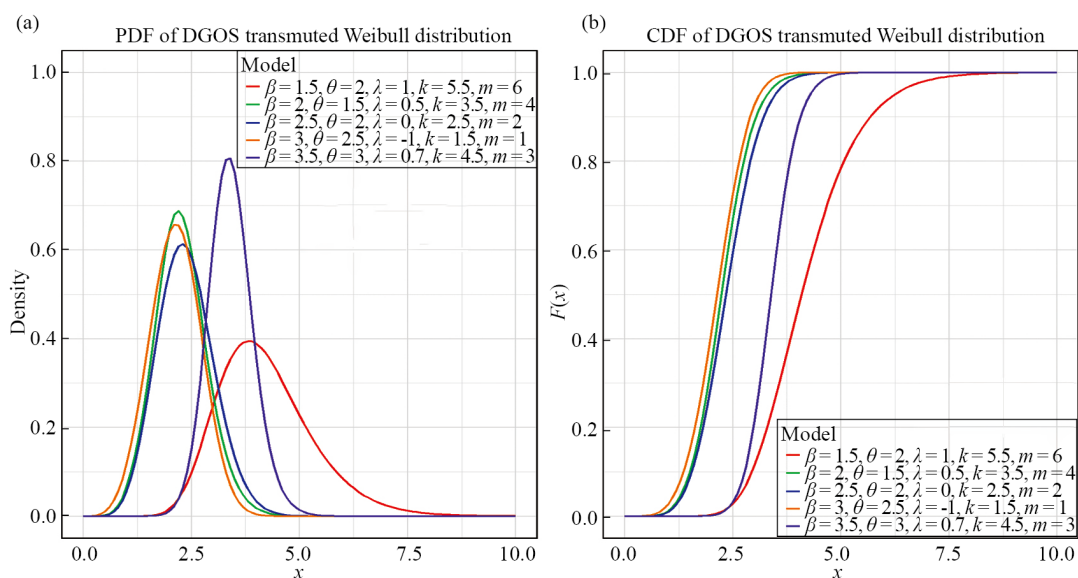 (a)
PDF of DGOS transmuted Weibull distribution
Model
β = 1.5, θ = 2, λ = 1, k = 5.5, m = 6
β = 2, θ = 1.5, λ = 0.5, k = 3.5, m = 4
β = 2.5, θ = 2, λ = 0, k = 2.5, m = 2
β = 3, θ = 2.5, λ = -1, k = 1.5, m = 1
β = 3.5, θ = 3, λ = 0.7, k = 4.5, m = 3
1.0
0.8
0.6
0.4
0.2
0.0
Density
0.0 2.5 5.0 7.5 10.0
x
(b)
CDF of DGOS transmuted Weibull distribution
1.0
0.8
0.6
0.4
0.2
0.0
F(x)
Model
β = 1.5, θ = 2, λ = 1, k = 5.5, m = 6
β = 2, θ = 1.5, λ = 0.5, k = 3.5, m = 4
β = 2.5, θ = 2, λ = 0, k = 2.5, m = 2
β = 3, θ = 2.5, λ = -1, k = 1.5, m = 1
β = 3.5, θ = 3, λ = 0.7, k = 4.5, m = 3
0.0 2.5 5.0 7.5 10.0
x